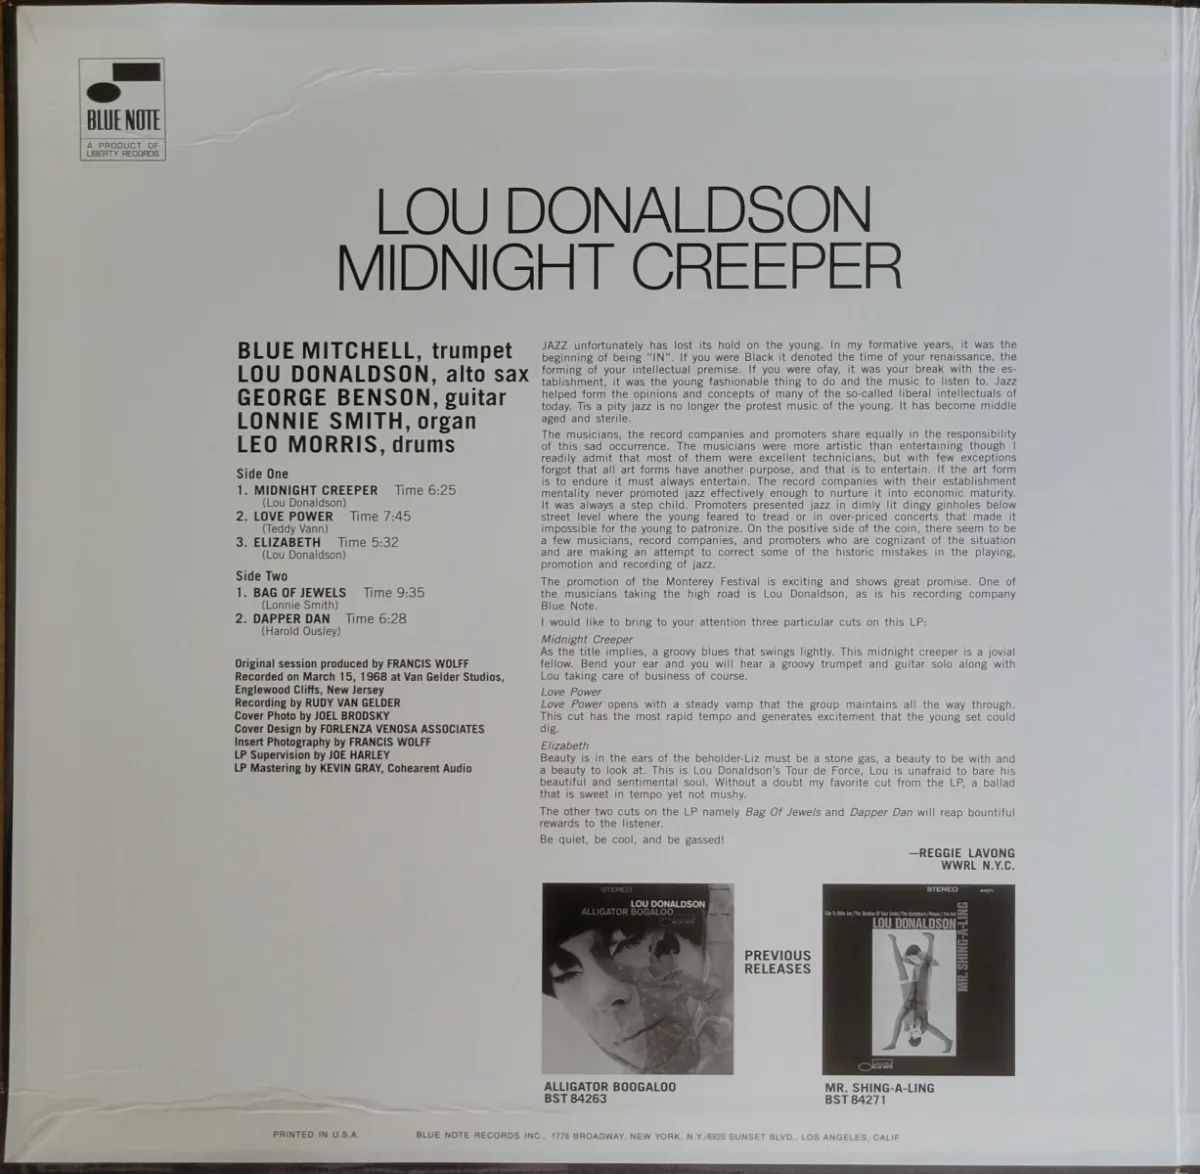 BLUE NOTE
A PRODUCT OF
LIBERTY RECORDS
LOU DONALDSON
MIDNIGHT CREEPER
BLUE MITCHELL, trumpet
LOU DONALDSON, alto sax
GEORGE BENSON, guitar
LONNIE SMITH, organ
LEO MORRIS, drums
Side One
1. MIDNIGHT CREEPER Time 6:25
(Lou Donaldson)
2. LOVE POWER Time 7:45
(Teddy Vann)
3. ELIZABETH Time 5:32
(Lou Donaldson)
Side Two
1. BAG OF JEWELS Time 9:35
(Lonnie Smith)
2. DAPPER DAN Time 6:28
(Harold Ousley)
Original session produced by FRANCIS WOLFF
Recorded on March 15, 1968 at Van Gelder Studios,
Englewood Cliffs, New Jersey
Recording by RUDY VAN GELDER
Cover Photo by JOEL BRODSKY
Cover Design by FORLENZA VENOSA ASSOCIATES
Insert Photography by FRANCIS WOLFF
LP Supervision by JOE HARLEY
LP Mastering by KEVIN GRAY, Cohearent Audio
JAZZ unfortunately has lost its hold on the young. In my formative years, it was the
beginning of being "IN". If you were Black it denoted the time of your renaissance, the
forming of your intellectual premise. If you were ofay, it was your break with the es-
tablishment, it was the young fashionable thing to do and the music to listen to. Jazz
helped form the opinions and concepts of many of the so-called liberal intellectuals of
today. Tis a pity jazz is no longer the protest music of the young. It has become middle
aged and sterile.
The musicians, the record companies and promoters share equally in the responsibility
of this sad occurrence. The musicians were more artistic than entertaining though I
readily admit that most of them were excellent technicians, but with few exceptions
forgot that all art forms have another purpose, and that is to entertain. If the art form
is to endure it must always entertain. The record companies with their establishment
mentality never promoted jazz effectively enough to nurture it into economic maturity.
It was always a step child. Promoters presented jazz in dimly lit dingy ginholes below
street level where the young feared to tread or in over-priced concerts that made it
impossible for the young to patronize. On the positive side of the coin, there seem to be
a few musicians, record companies, and promoters who are cognizant of the situation
and are making an attempt to correct some of the historic mistakes in the playing,
promotion and recording of jazz.
The promotion of the Monterey Festival is exciting and shows great promise. One of
the musicians taking the high road is Lou Donaldson, as is his recording company
Blue Note.
I would like to bring to your attention three particular cuts on this LP:
Midnight Creeper
As the title implies, a groovy blues that swings lightly. This midnight creeper is a jovial
fellow. Bend your ear and you will hear a groovy trumpet and guitar solo along with
Lou taking care of business of course.
Love Power
Love Power opens with a steady vamp that the group maintains all the way through.
This cut has the most rapid tempo and generates excitement that the young set could
dig.
Elizabeth
Beauty is in the ears of the beholder-Liz must be a stone gas, a beauty to be with and
a beauty to look at. This is Lou Donaldson's Tour de Force, Lou is unafraid to bare his
beautiful and sentimental soul. Without a doubt my favorite cut from the LP, a ballad
that is sweet in tempo yet not mushy.
The other two cuts on the LP namely Bag Of Jewels and Dapper Dan will reap bountiful
rewards to the listener.
Be quiet, be cool, and be gassed!
—REGGIE LAVONG
WWRL N.Y.C.
STEREO
LOU DONALDSON
ALLIGATOR BOGALOO
PREVIOUS
RELEASES
STEREO
LOU DONALDSON
MR. SHING-A-LING
ALLIGATOR BOOGALOO
BST 84263
MR. SHING-A-LING
BST 84271
PRINTED IN U.S.A. BLUE NOTE RECORDS INC., 1776 BROADWAY, NEW YORK, N.Y./6920 SUNSET BLVD., LOS ANGELES, CALIF